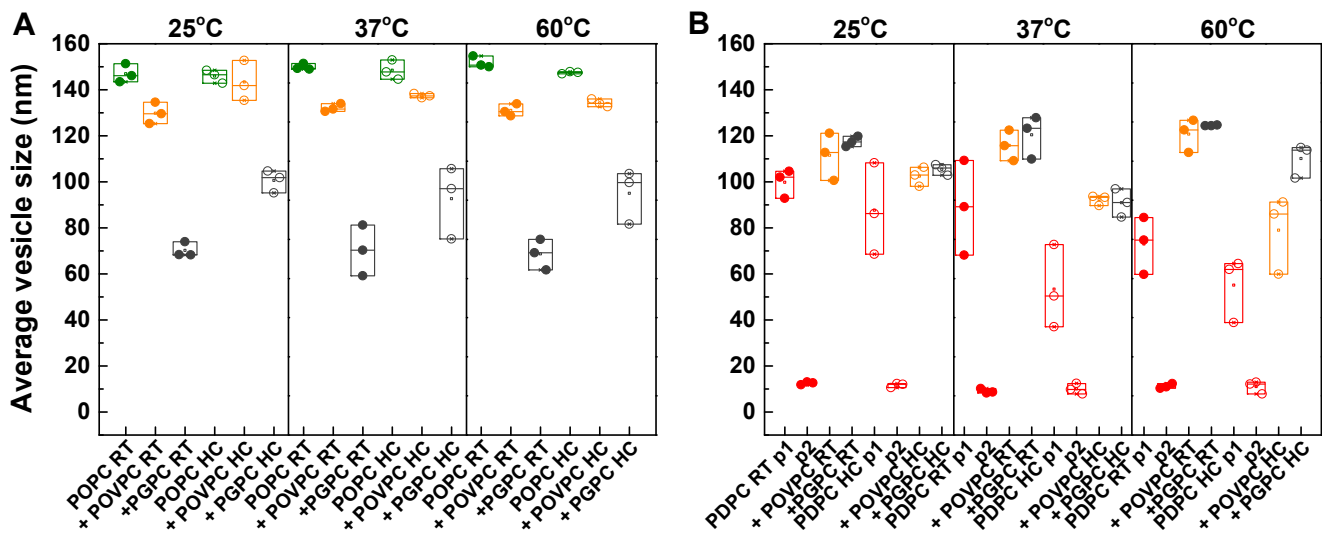 A
25°C
37°C
60°C
Average vesicle size (nm)
160
140
120
100
80
60
40
20
0
POPC RT
+ POVPC RT
+PGPC RT
POPC HC
+ POVPC HC
+ PGPC HC
POPC RT
+ POVPC RT
+PGPC RT
POPC HC
+ POVPC HC
+ PGPC HC
POPC RT
+ POVPC RT
+PGPC RT
POPC HC
+ POVPC HC
+ PGPC HC
B
25°C
37°C
60°C
160
140
120
100
80
60
40
20
0
PDPC RT p1
p2
+ POVPC RT
+PGPC RT
PDPC HC p1
p2
+ POVPC HC
+ PGPC HC
PDPC RT p1
p2
+ POVPC RT
+PGPC RT
PDPC HC p1
p2
+ POVPC HC
+ PGPC HC
PDPC RT p1
p2
+ POVPC RT
+PGPC RT
PDPC HC p1
p2
+ POVPC HC
+ PGPC HC